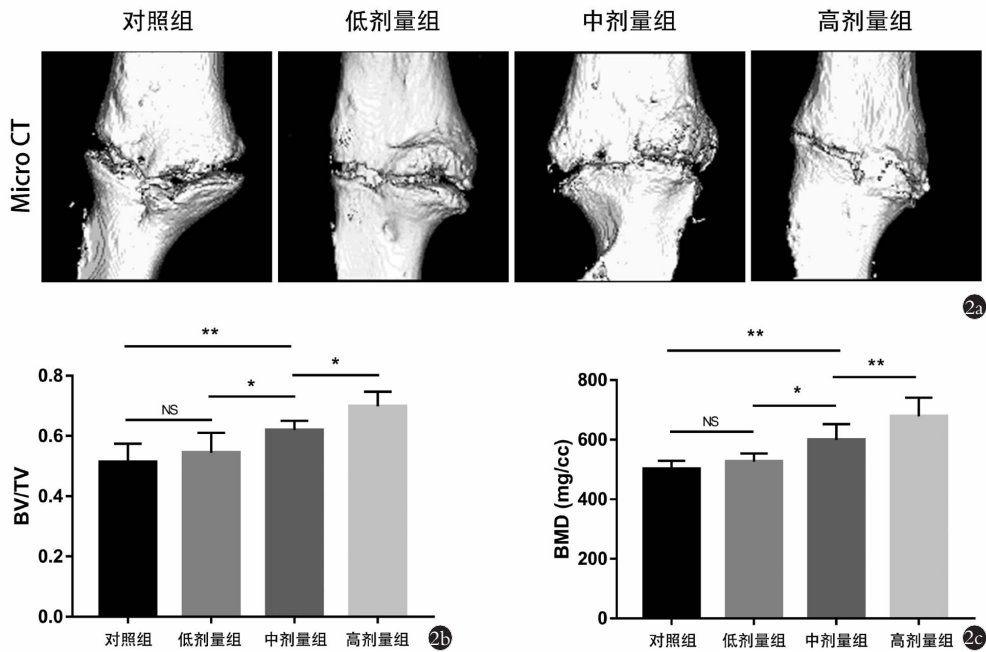 对照组 低剂量组 中剂量组 高剂量组
Micro CT
2a
**
*
*
NS
0.8
0.6
0.4
0.2
0.0
BV/TV
对照组 低剂量组 中剂量组 高剂量组
2b
**
**
*
NS
800
600
400
200
0
BMD (mg/cc)
对照组 低剂量组 中剂量组 高剂量组
2c